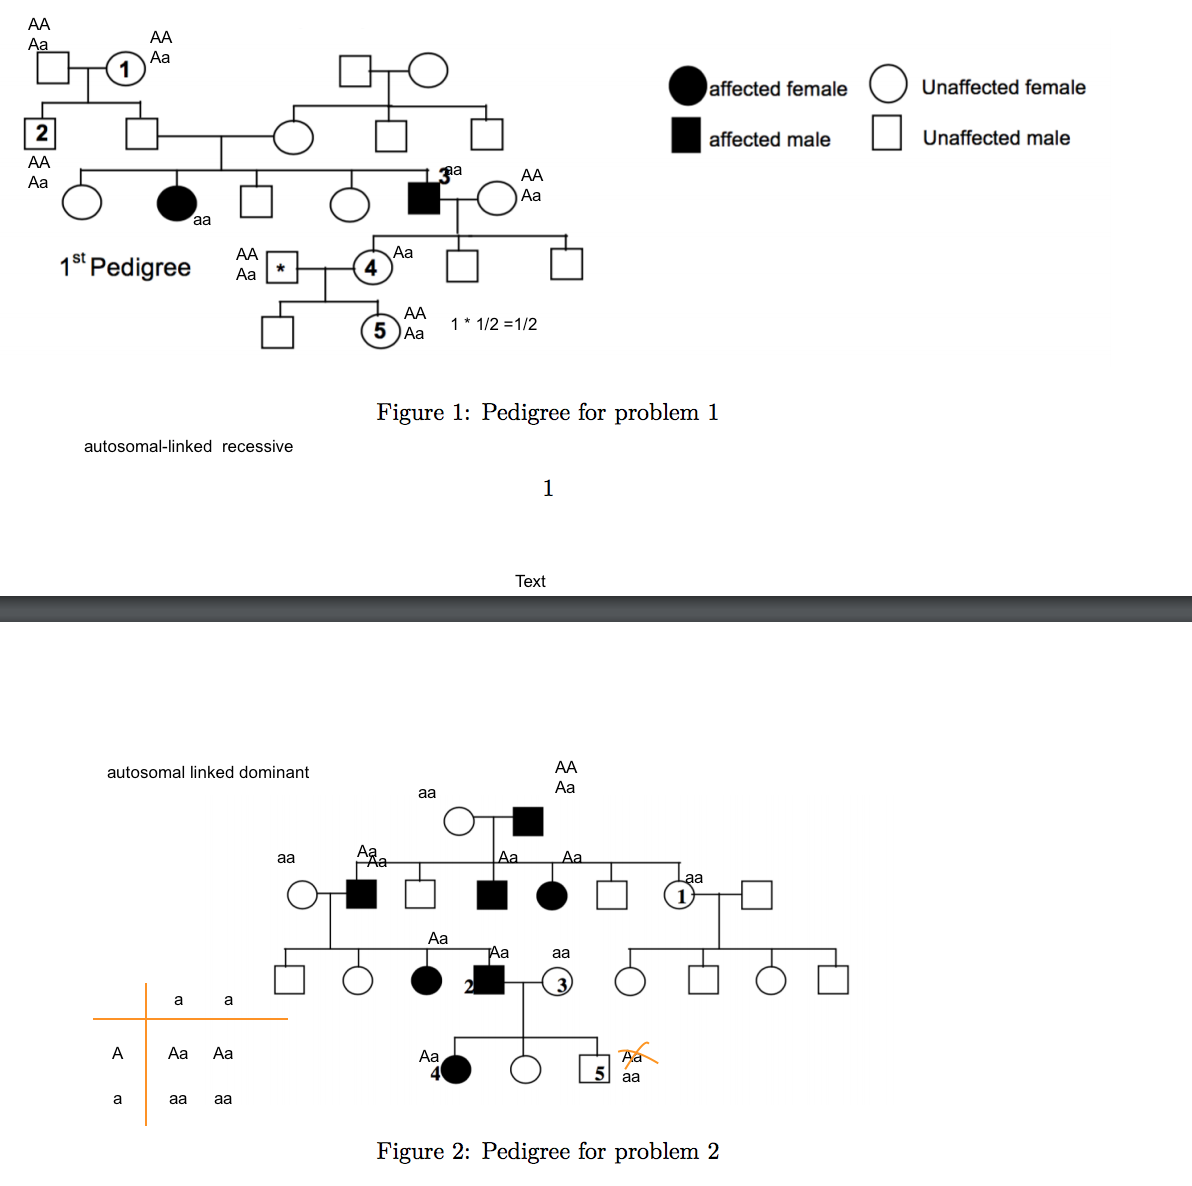 AA
Aa
AA
Aa
1
affected female
Unaffected female
2
affected male
Unaffected male
AA
Aa
3
aa
AA
Aa
aa
1st Pedigree
AA
Aa
*
4
Aa
5
AA
Aa
1 * 1/2 =1/2
Figure 1: Pedigree for problem 1
autosomal-linked recessive
1
Text
autosomal linked dominant
AA
Aa
aa
aa
Aa
Aa
Aa
Aa
aa
1
Aa
Aa
aa
2
3
a a
A Aa Aa
a aa aa
Aa
4
5
Aa
aa
Figure 2: Pedigree for problem 2